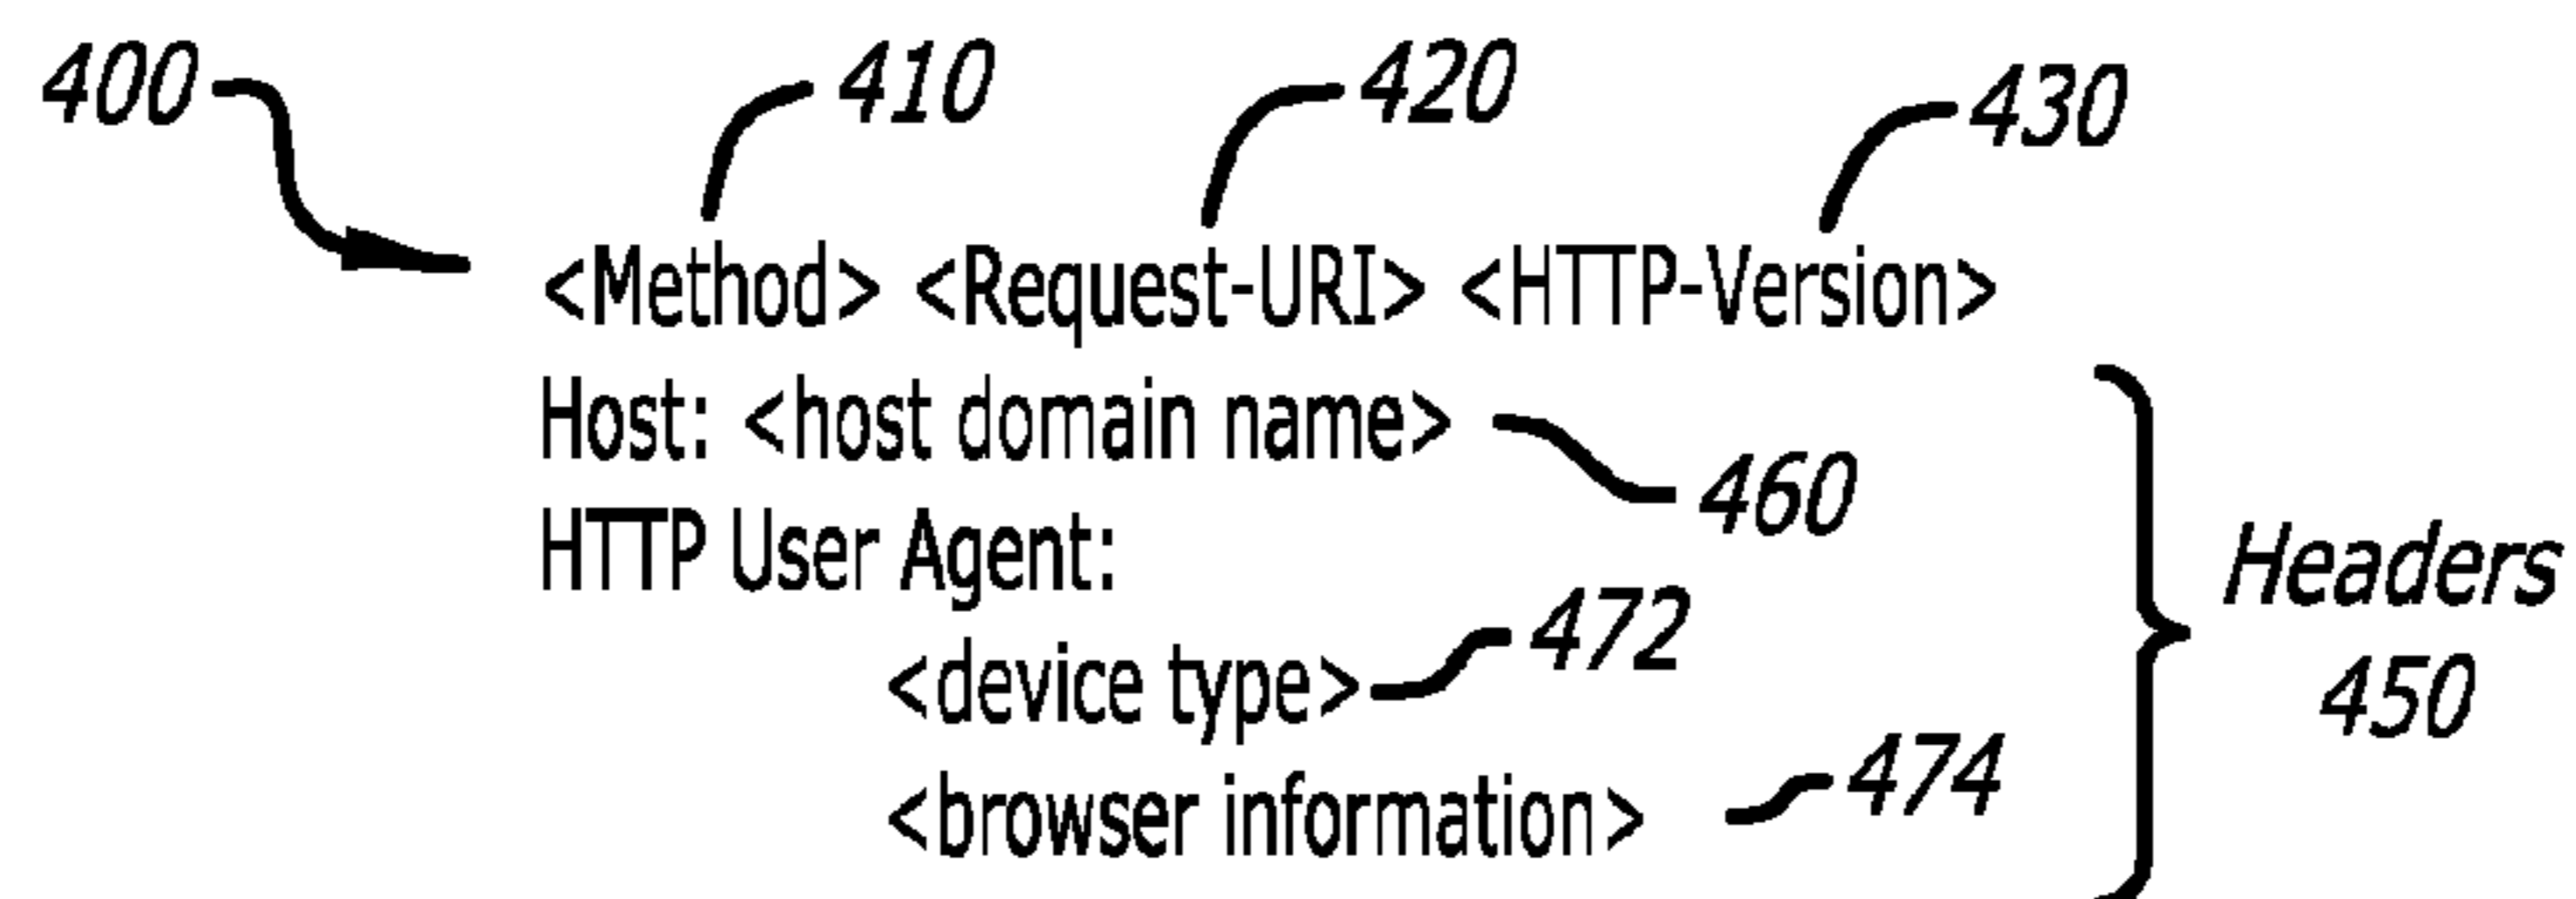 400 410 420 430
<Method> <Request-URI> <HTTP-Version>
Host: <host domain name>
460
HTTP User Agent:
Headers
450
<device type> 472
<browser information> 474